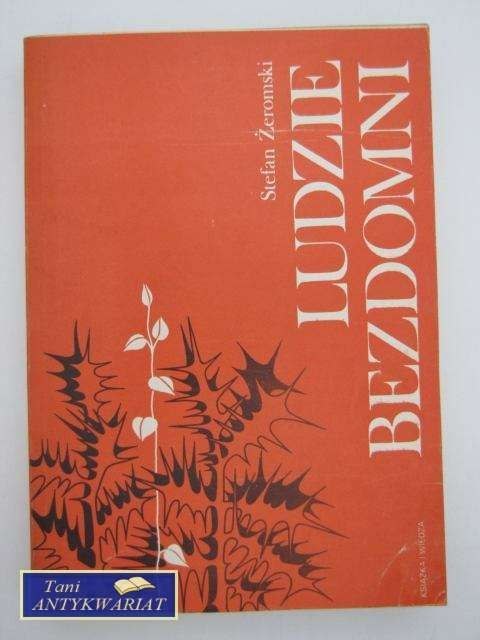 Stefan Żeromski
LUDZIE
BEZDOMNI
KSIĄŻKA I WIEDZA
Tani
ANTYKWARIAT